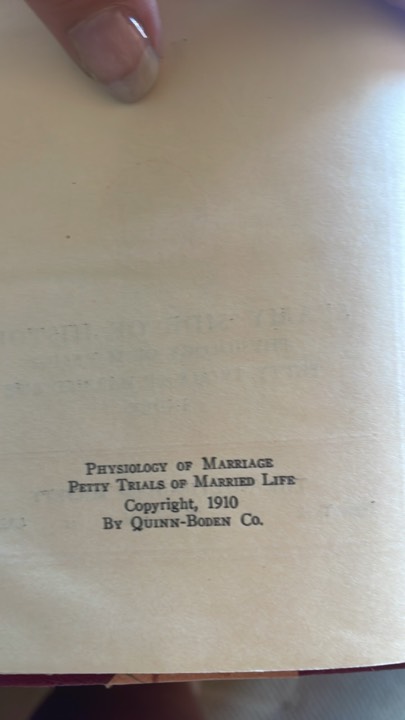 PHYSIOLOGY OF MARRIAGE
PETTY TRIALS OF MARRIED LIFE
Copyright, 1910
BY QUINN-BODEN CO.